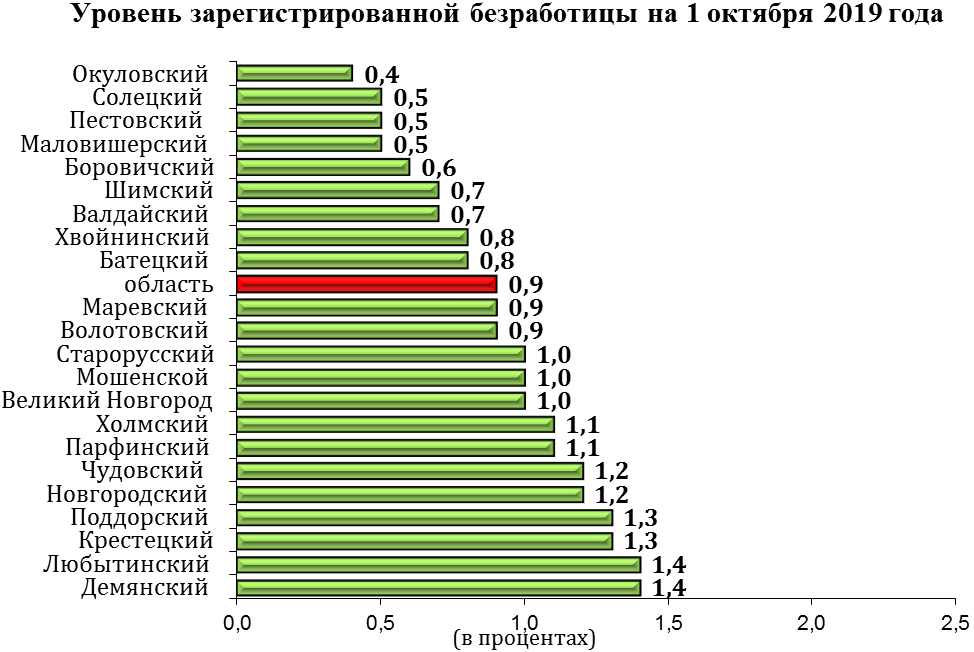 Уровень зарегистрированной безработицы на 1 октября 2019 года
Окуловский 0,4
Солецкий 0,5
Пестовский 0,5
Маловишерский 0,5
Боровичский 0,6
Шимский 0,7
Валдайский 0,7
Хвойнинский 0,8
Батецкий 0,8
область 0,9
Маревский 0,9
Волотовский 0,9
Старорусский 1,0
Мошенской 1,0
Великий Новгород 1,0
Холмский 1,1
Парфинский 1,1
Чудовский 1,2
Новгородский 1,2
Поддорский 1,3
Крестецкий 1,3
Любытинский 1,4
Демянский 1,4
0,0 0,5 1,0 1,5 2,0 2,5
(в процентах)